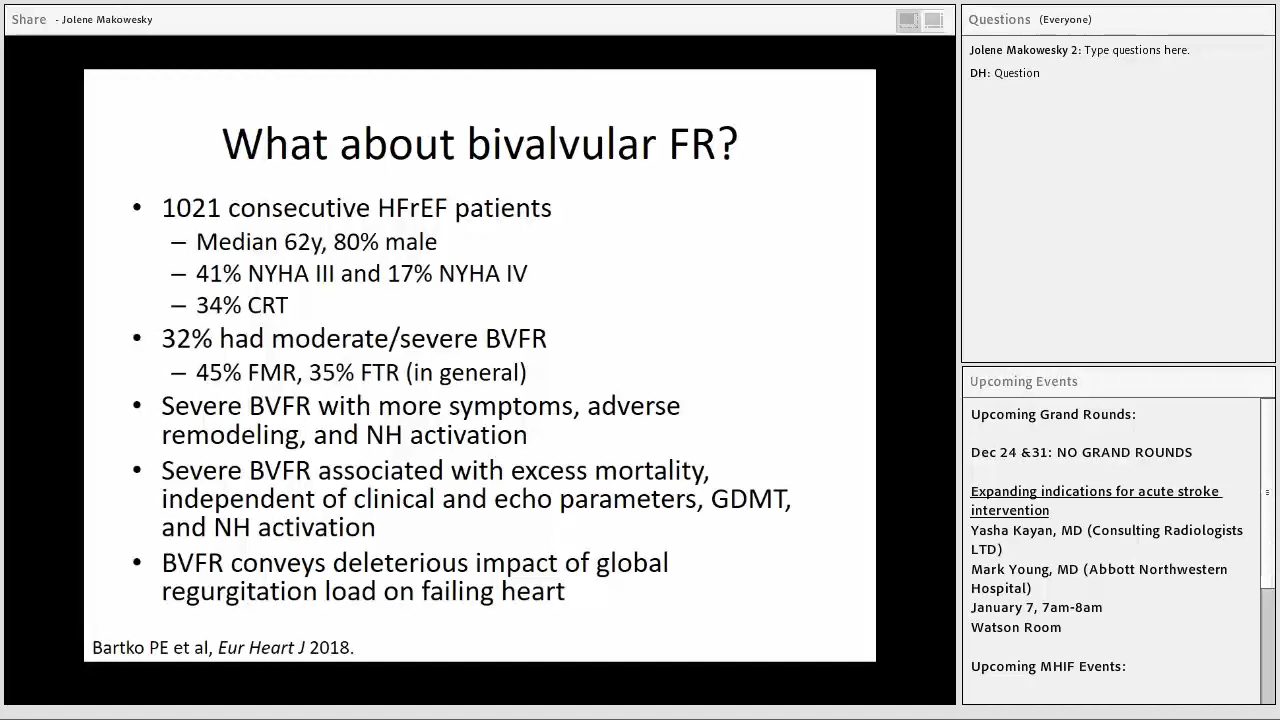 Share - Jolene Makowesky
What about bivalvular FR?
• 1021 consecutive HFrEF patients
– Median 62y, 80% male
– 41% NYHA III and 17% NYHA IV
– 34% CRT
• 32% had moderate/severe BVFR
– 45% FMR, 35% FTR (in general)
• Severe BVFR with more symptoms, adverse
remodeling, and NH activation
• Severe BVFR associated with excess mortality,
independent of clinical and echo parameters, GDMT,
and NH activation
• BVFR conveys deleterious impact of global
regurgitation load on failing heart
Bartko PE et al, Eur Heart J 2018.
Questions (Everyone)
Jolene Makowesky 2: Type questions here.
DH: Question
Upcoming Events
Upcoming Grand Rounds:
Dec 24 &31: NO GRAND ROUNDS
Expanding indications for acute stroke
intervention
Yasha Kayan, MD (Consulting Radiologists
LTD)
Mark Young, MD (Abbott Northwestern
Hospital)
January 7, 7am-8am
Watson Room
Upcoming MHIF Events: